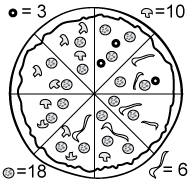 = 3
=10
=18
= 6